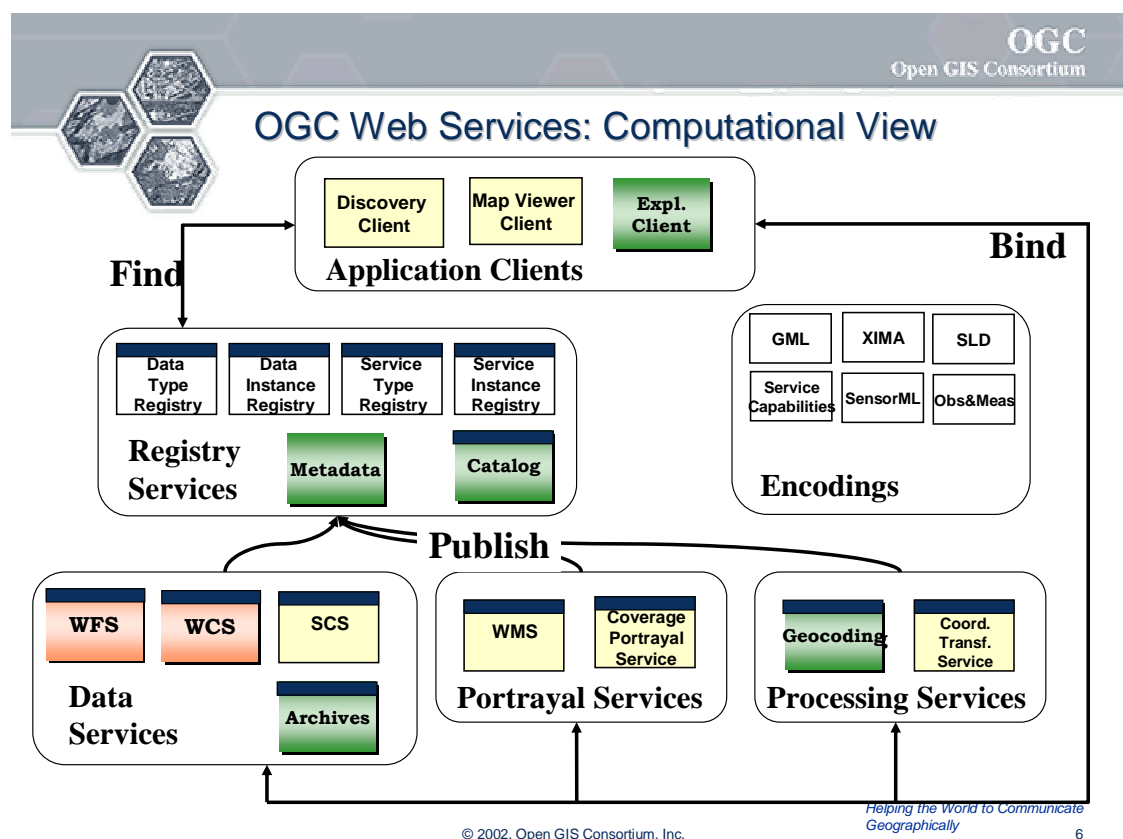 OGC
Open GIS Consortium
OGC Web Services: Computational View
Discovery
Client
Map Viewer
Client
Expl.
Client
Application Clients
Find
Bind
Data
Type
Registry
Data
Instance
Registry
Service
Type
Registry
Service
Instance
Registry
Registry
Services
Metadata
Catalog
GML
XIMA
SLD
Service
Capabilities
SensorML
Obs&Meas
Encodings
Publish
WFS
WCS
SCS
Data
Services
Archives
WMS
Coverage
Portrayal
Service
Portrayal Services
Geocoding
Coord.
Transf.
Service
Processing Services
Helping the World to Communicate
Geographically
© 2002, Open GIS Consortium, Inc.
6